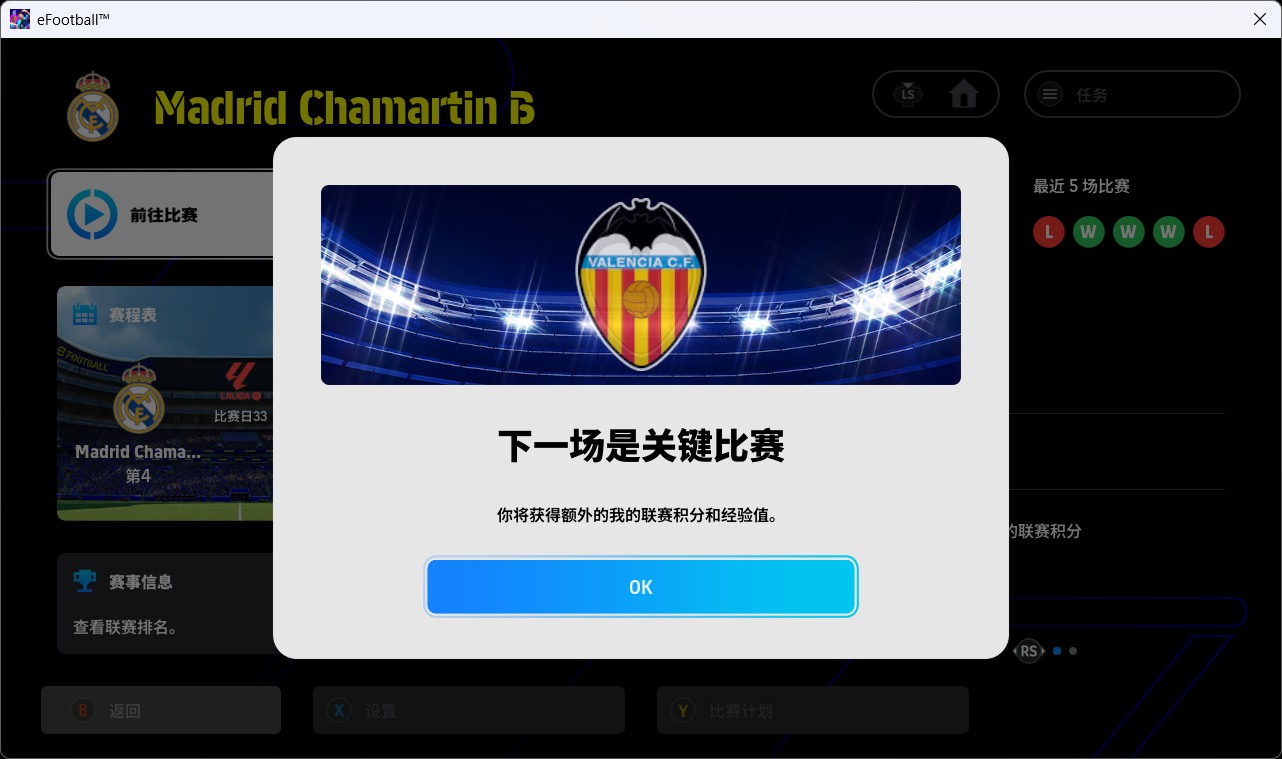 eFootball™
Madrid Chamartin B
LS
任务
前往比赛
最近 5 场比赛
L W W W L
VALENCIA C.F.
赛程表
EFOOTBALL
LALIGA
比赛日33
Madrid Chama...
第4
下一场是关键比赛
你将获得额外的我的联赛积分和经验值。
的联赛积分
OK
赛事信息
查看联赛排名。
RS
B 返回
X 设置
Y 比赛计划